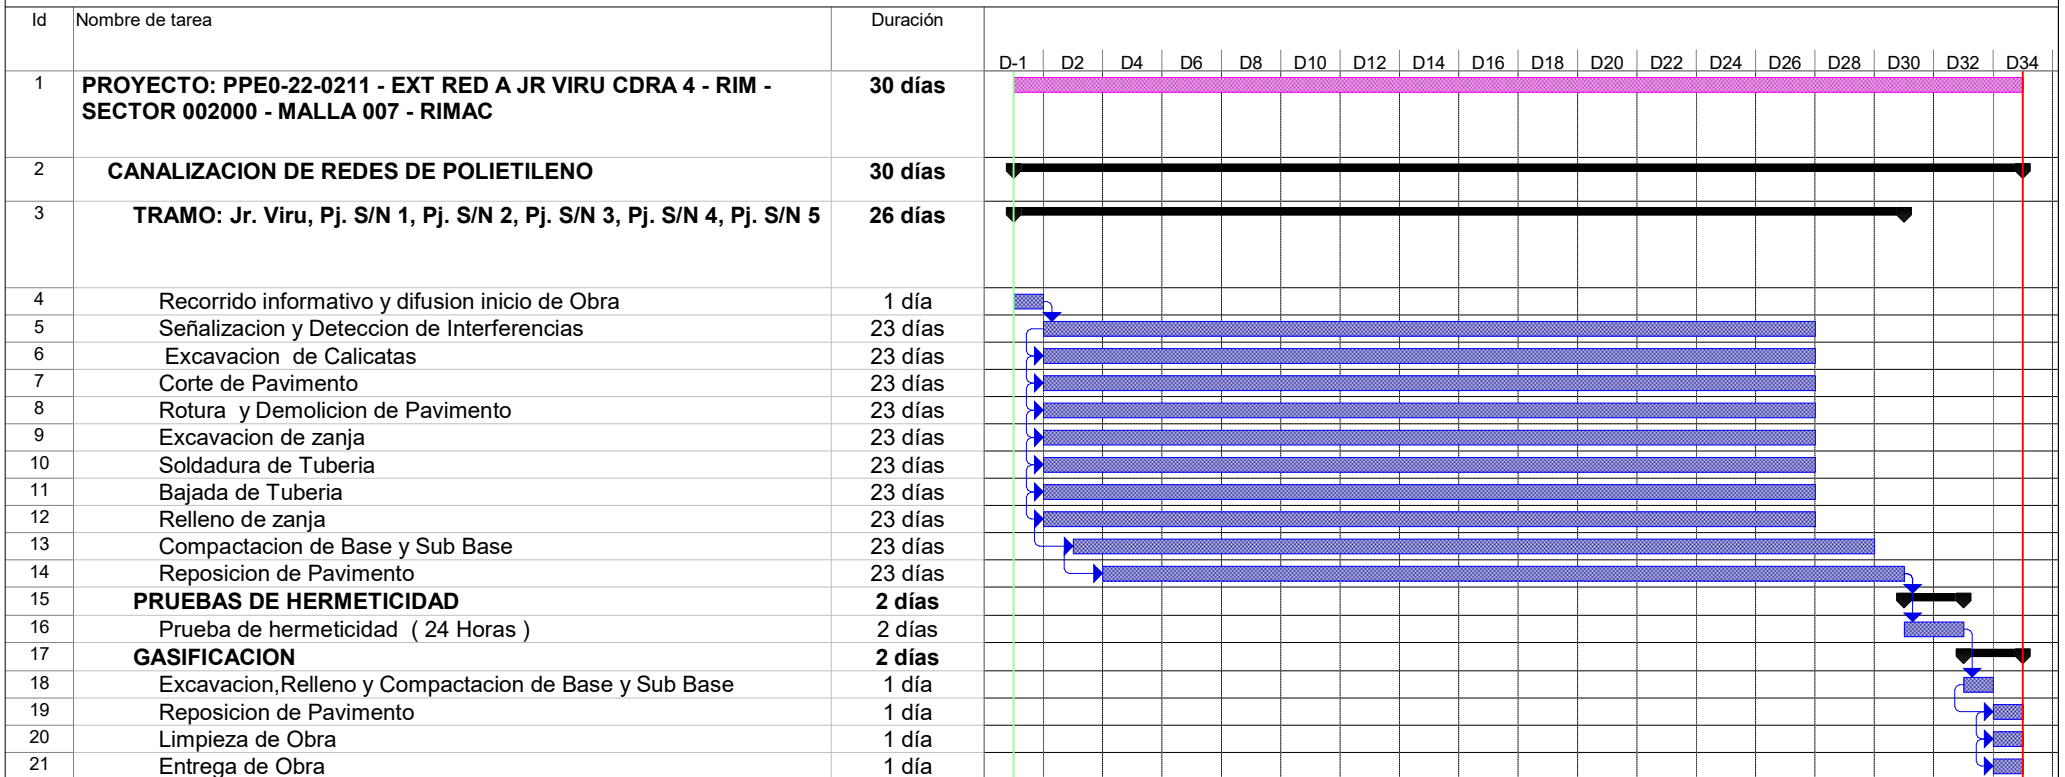 Id Nombre de tarea Duración
D-1 D2 D4 D6 D8 D10 D12 D14 D16 D18 D20 D22 D24 D26 D28 D30 D32 D34
1 PROYECTO: PPE0-22-0211 - EXT RED A JR VIRU CDRA 4 - RIM - 30 días
SECTOR 002000 - MALLA 007 - RIMAC
2 CANALIZACION DE REDES DE POLIETILENO 30 días
3 TRAMO: Jr. Viru, Pj. S/N 1, Pj. S/N 2, Pj. S/N 3, Pj. S/N 4, Pj. S/N 5 26 días
4 Recorrido informativo y difusion inicio de Obra 1 día
5 Señalizacion y Deteccion de Interferencias 23 días
6 Excavacion de Calicatas 23 días
7 Corte de Pavimento 23 días
8 Rotura y Demolicion de Pavimento 23 días
9 Excavacion de zanja 23 días
10 Soldadura de Tuberia 23 días
11 Bajada de Tuberia 23 días
12 Relleno de zanja 23 días
13 Compactacion de Base y Sub Base 23 días
14 Reposicion de Pavimento 23 días
15 PRUEBAS DE HERMETICIDAD 2 días
16 Prueba de hermeticidad ( 24 Horas ) 2 días
17 GASIFICACION 2 días
18 Excavacion,Relleno y Compactacion de Base y Sub Base 1 día
19 Reposicion de Pavimento 1 día
20 Limpieza de Obra 1 día
21 Entrega de Obra 1 día